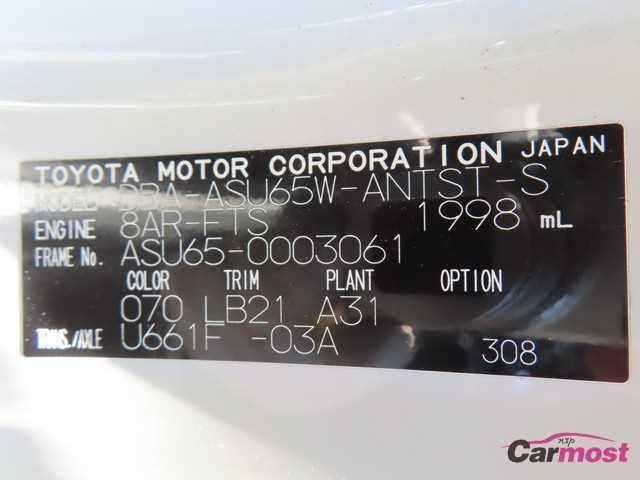 TOYOTA MOTOR CORPORATION JAPAN
MODEL DBA-ASU65W-ANTST-S
ENGINE 8AR-FTS 1998 mL
FRAME No. ASU65-0003061
COLOR TRIM PLANT OPTION
070 LB21 A31
TRANS./AXLE U661F -03A 308
nxp
Carmost